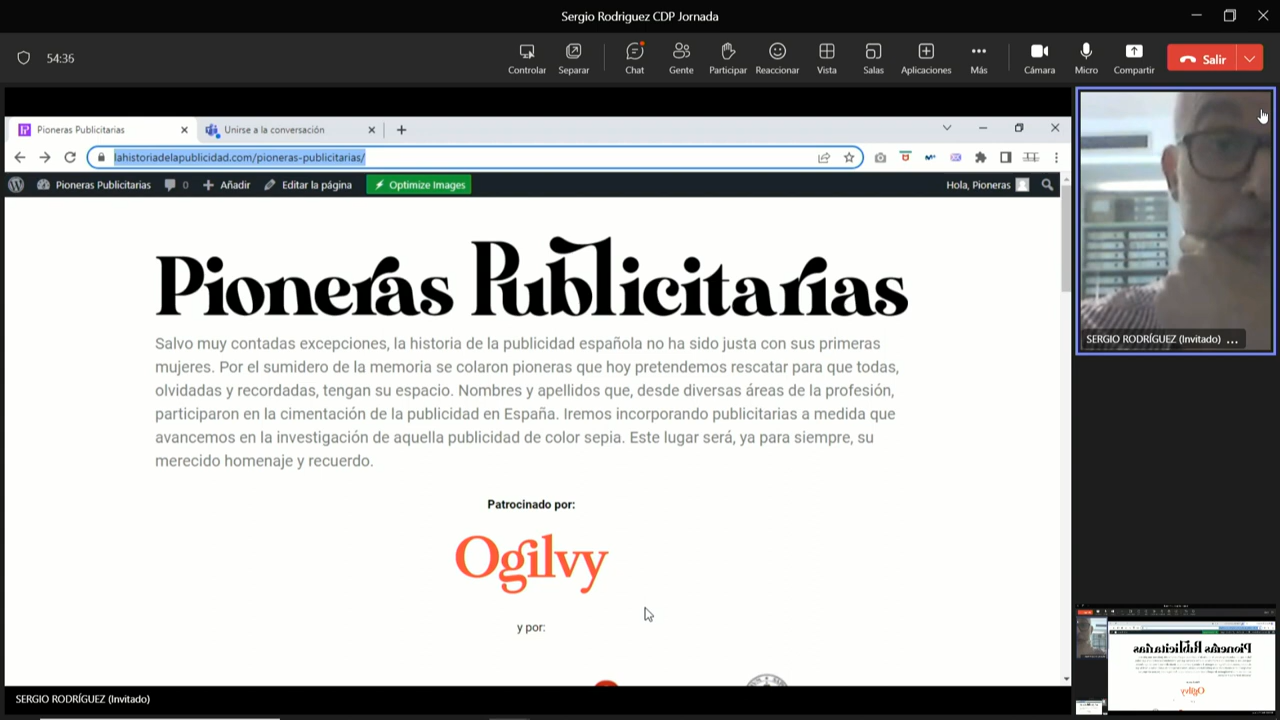 Sergio Rodriguez CDP Jornada
54:36
Controlar
Separar
Chat
Gente
Participar
Reaccionar
Vista
Salas
Aplicaciones
Más
Cámara
Micro
Compartir
Salir
Pioneras Publicitarias
Unirse a la conversación
lahistoriadelapublicidad.com/pioneras-publicitarias/
Pioneras Publicitarias
0
Añadir
Editar la página
Optimize Images
Hola, Pioneras
Pioneras Publicitarias
Salvo muy contadas excepciones, la historia de la publicidad española no ha sido justa con sus primeras
mujeres. Por el sumidero de la memoria se colaron pioneras que hoy pretendemos rescatar para que todas,
olvidadas y recordadas, tengan su espacio. Nombres y apellidos que, desde diversas áreas de la profesión,
participaron en la cimentación de la publicidad en España. Iremos incorporando publicitarias a medida que
avancemos en la investigación de aquella publicidad de color sepia. Este lugar será, ya para siempre, su
merecido homenaje y recuerdo.
Patrocinado por:
Ogilvy
y por:
SERGIO RODRÍGUEZ (Invitado) ...
Pioneras Publicitarias
Ogilvy
SERGIO RODRÍGUEZ (Invitado)